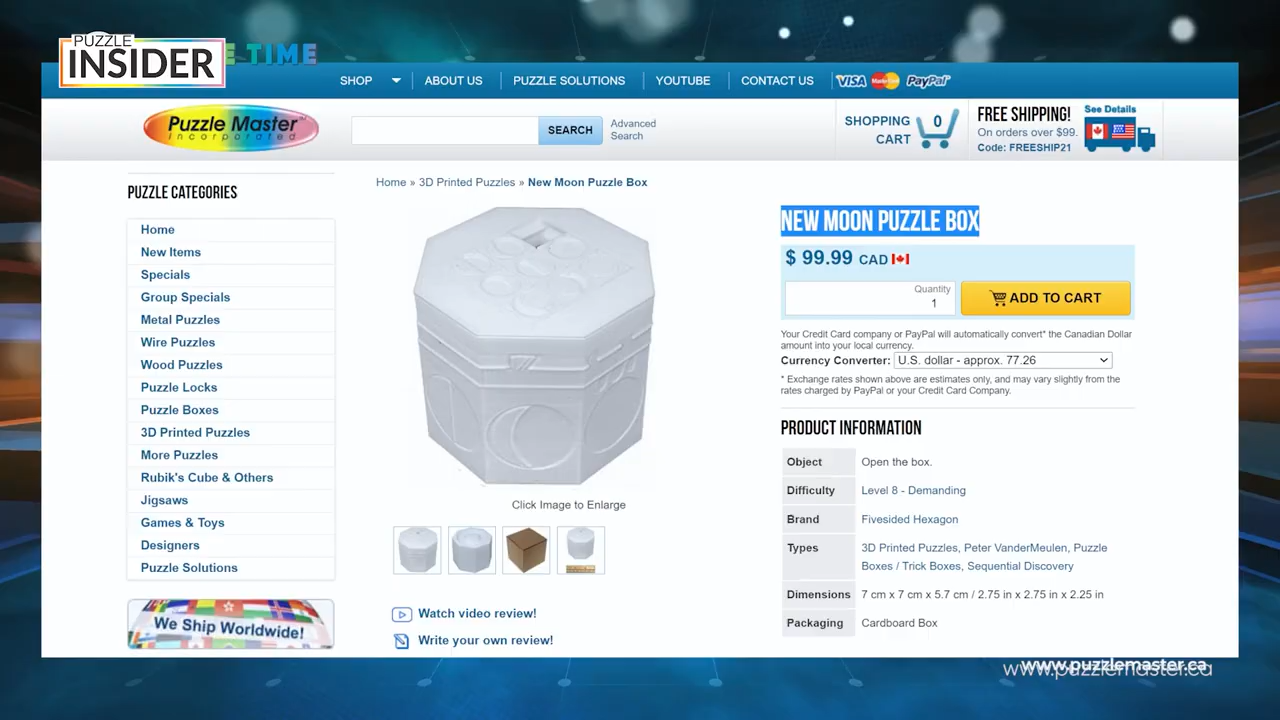 PUZZLE
INSIDER
E TIME
SHOP
ABOUT US
PUZZLE SOLUTIONS
YOUTUBE
CONTACT US
VISA MasterCard PayPal
Puzzle Master
Incorporated
SEARCH
Advanced
Search
SHOPPING
CART
0
FREE SHIPPING!
On orders over $99.
Code: FREESHIP21
See Details
PUZZLE CATEGORIES
Home
New Items
Specials
Group Specials
Metal Puzzles
Wire Puzzles
Wood Puzzles
Puzzle Locks
Puzzle Boxes
3D Printed Puzzles
More Puzzles
Rubik's Cube & Others
Jigsaws
Games & Toys
Designers
Puzzle Solutions
We Ship Worldwide!
Home » 3D Printed Puzzles » New Moon Puzzle Box
Click Image to Enlarge
Watch video review!
Write your own review!
NEW MOON PUZZLE BOX
$ 99.99 CAD
Quantity
1
ADD TO CART
Your Credit Card company or PayPal will automatically convert* the Canadian Dollar
amount into your local currency.
Currency Converter: U.S. dollar - approx. 77.26
* Exchange rates shown above are estimates only, and may vary slightly from the
rates charged by PayPal or your Credit Card Company.
PRODUCT INFORMATION
Object Open the box.
Difficulty Level 8 - Demanding
Brand Fivesided Hexagon
Types 3D Printed Puzzles, Peter VanderMeulen, Puzzle
Boxes / Trick Boxes, Sequential Discovery
Dimensions 7 cm x 7 cm x 5.7 cm / 2.75 in x 2.75 in x 2.25 in
Packaging Cardboard Box
www.puzzlemaster.ca
www.puzzlemaster.ca